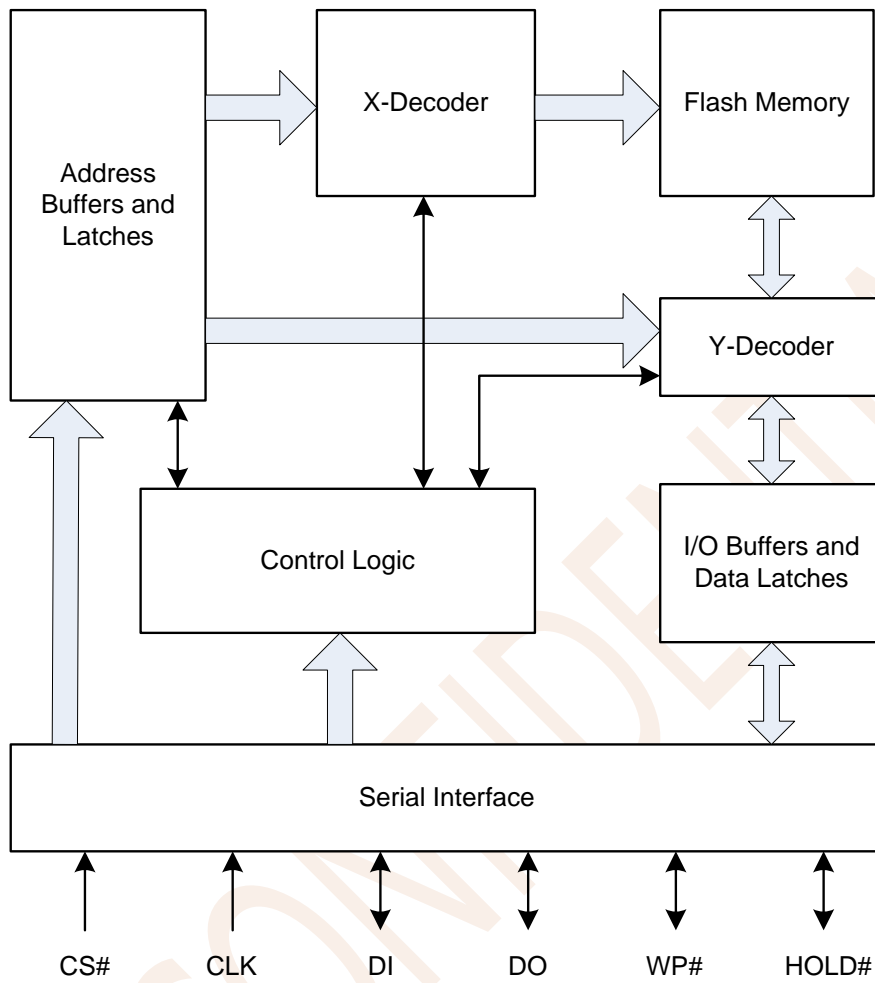 X-Decoder
Flash Memory
Address
Buffers and
Latches
Y-Decoder
Control Logic
I/O Buffers and
Data Latches
Serial Interface
CS#
CLK
DI
DO
WP#
HOLD#